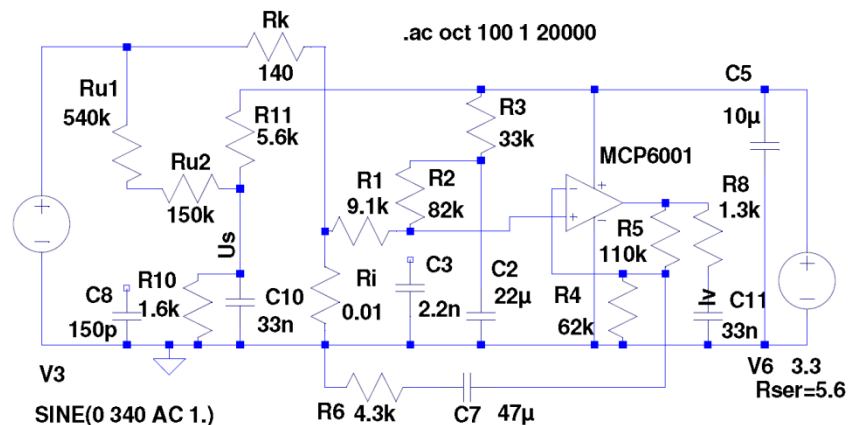 Rk
.ac oct 100 1 20000
140
C5
Ru1
540k
R11
5.6k
R3
33k
10µ
MCP6001
Ru2
150k
R1
9.1k
R2
82k
R8
1.3k
R5
110k
Us
C8
150p
R10
1.6k
C10
33n
Ri
0.01
C3
2.2n
C2
22µ
R4
62k
Iv
C11
33n
V3
V6 3.3
Rser=5.6
R6 4.3k
C7 47µ
SINE(0 340 AC 1.)